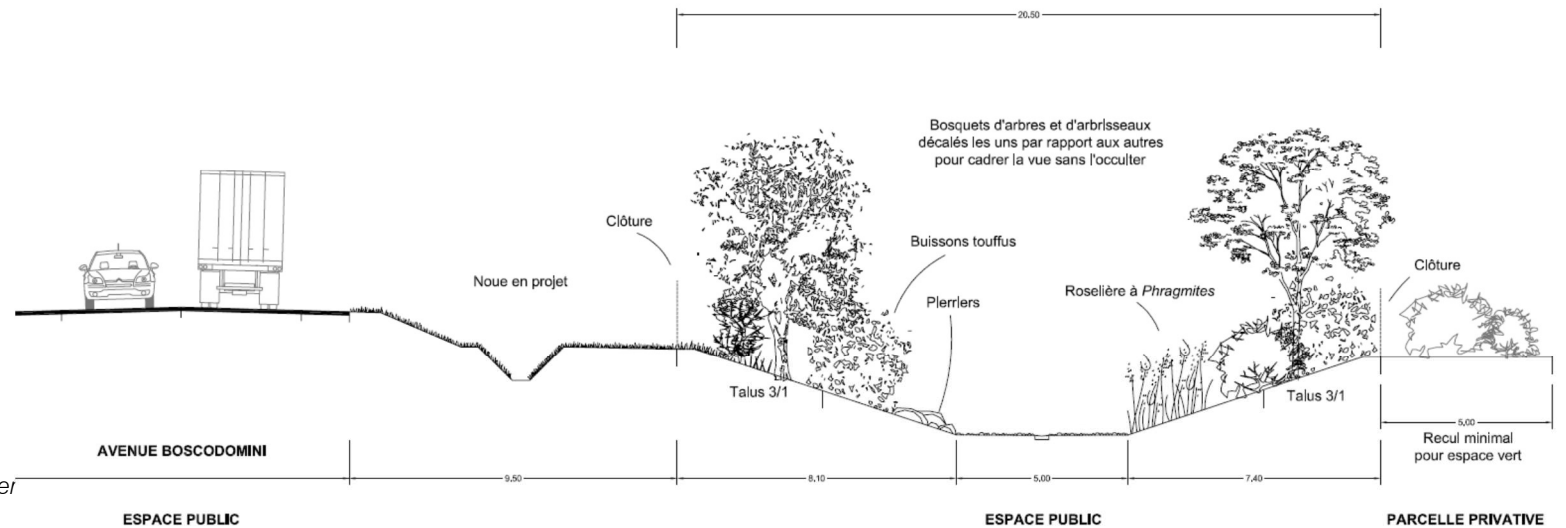 20.50
Bosquets d'arbres et d'arbrisseaux
décalés les uns par rapport aux autres
pour cadrer la vue sans l'occulter
Clôture
Buissons touffus
Noue en projet
Clôture
Pierriers
Roselière à Phragmites
Talus 3/1
Talus 3/1
5,00
Recul minimal
pour espace vert
AVENUE BOSCODOMINI
9.50
8.10
5,00
7.40
er
ESPACE PUBLIC
ESPACE PUBLIC
PARCELLE PRIVATIVE